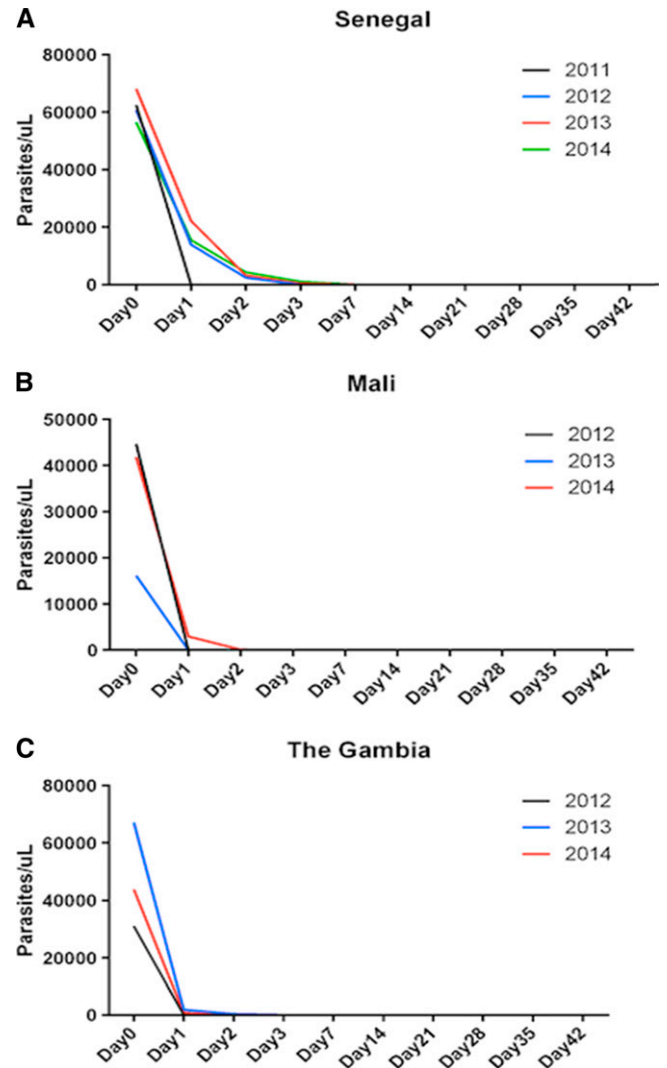 A
Senegal
80000
60000
40000
20000
0
Parasites/uL
2011
2012
2013
2014
Day0 Day1 Day2 Day3 Day7 Day14 Day21 Day28 Day35 Day42
B
Mali
50000
40000
30000
20000
10000
0
Parasites/uL
2012
2013
2014
Day0 Day1 Day2 Day3 Day7 Day14 Day21 Day28 Day35 Day42
C
The Gambia
80000
60000
40000
20000
0
Parasites/uL
2012
2013
2014
Day0 Day1 Day2 Day3 Day7 Day14 Day21 Day28 Day35 Day42